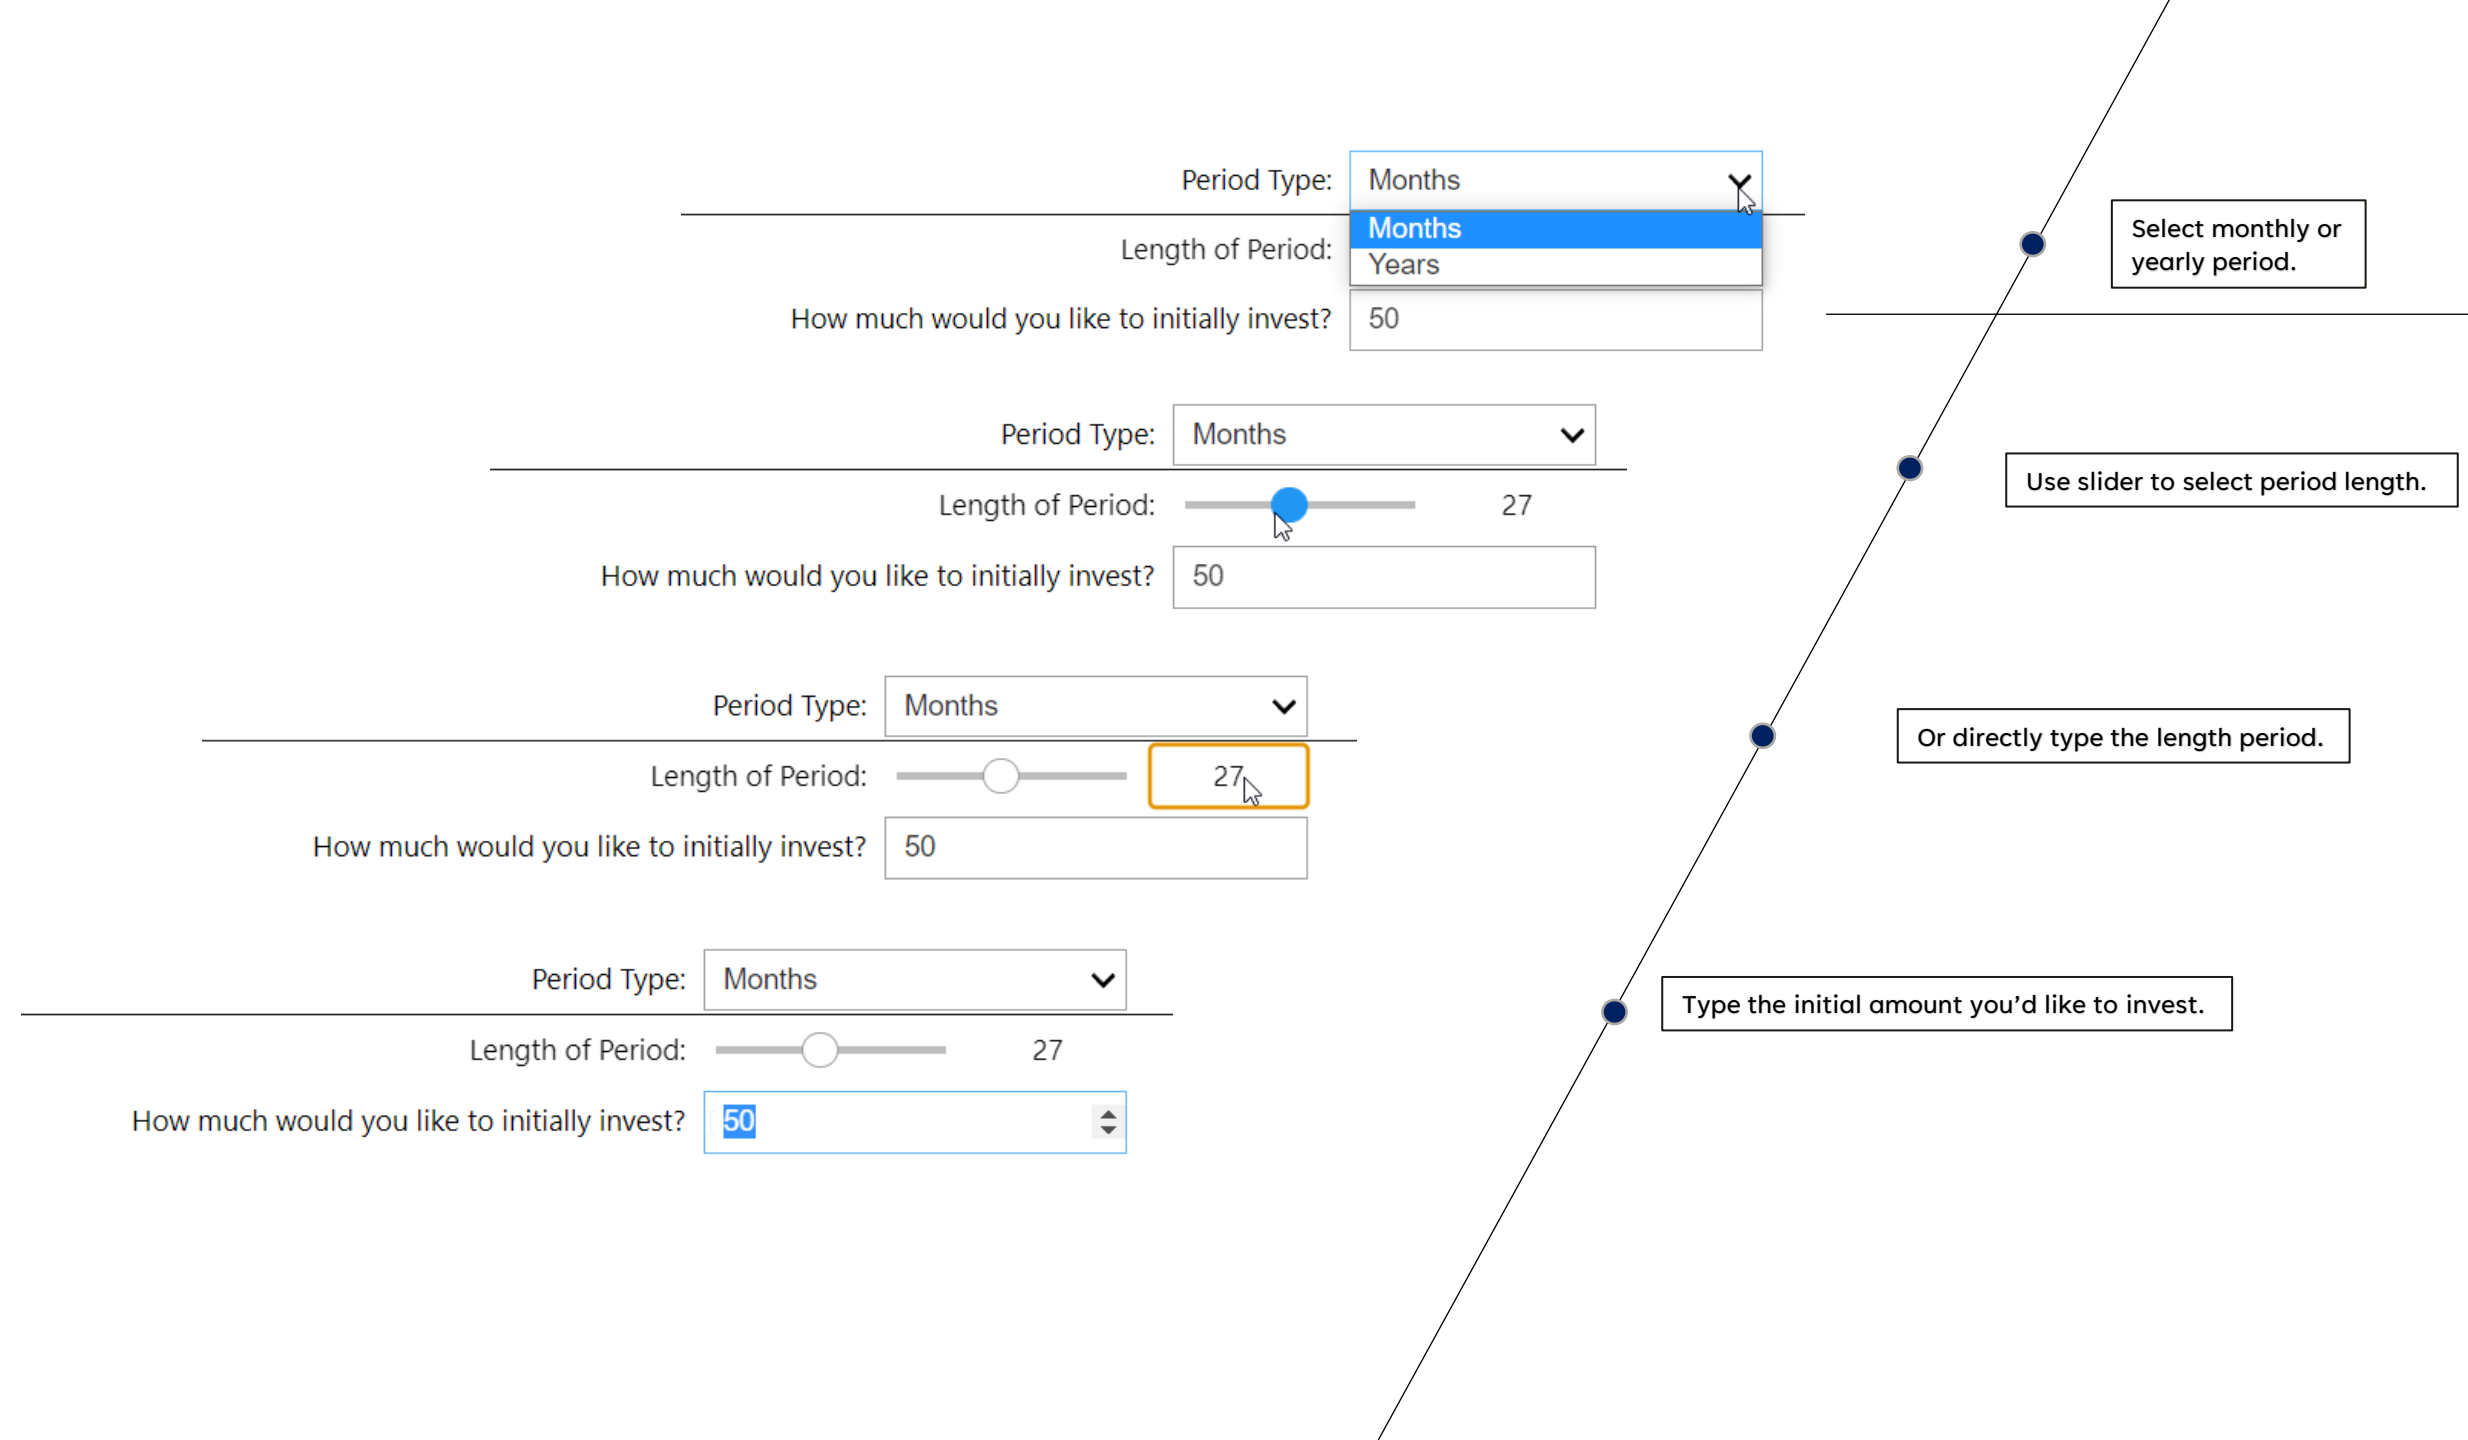 Period Type: Months
Months
Length of Period:
Years
How much would you like to initially invest? 50
Select monthly or
yearly period.
Period Type: Months
Length of Period: 27
How much would you like to initially invest? 50
Use slider to select period length.
Period Type: Months
Length of Period: 27
How much would you like to initially invest? 50
Or directly type the length period.
Period Type: Months
Length of Period: 27
How much would you like to initially invest? 50
Type the initial amount you’d like to invest.